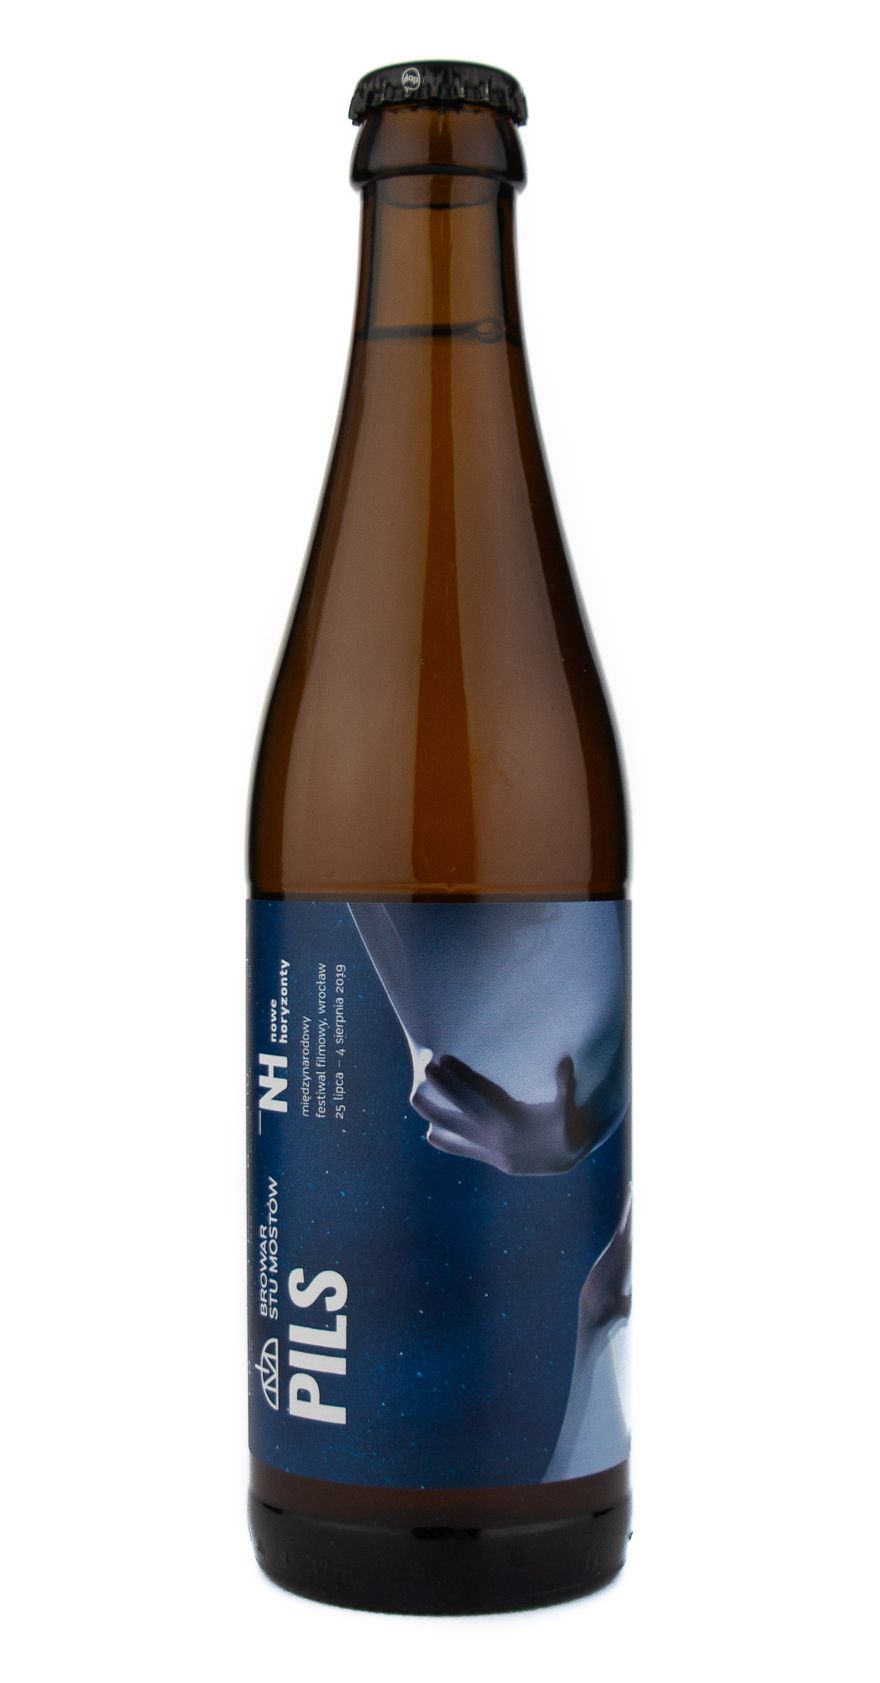 BROWAR
STU MOSTÓW
PILS
NH
nowe
horyzonty
międzynarodowy
festiwal filmowy, wrocław
25 lipca – 4 sierpnia 2019